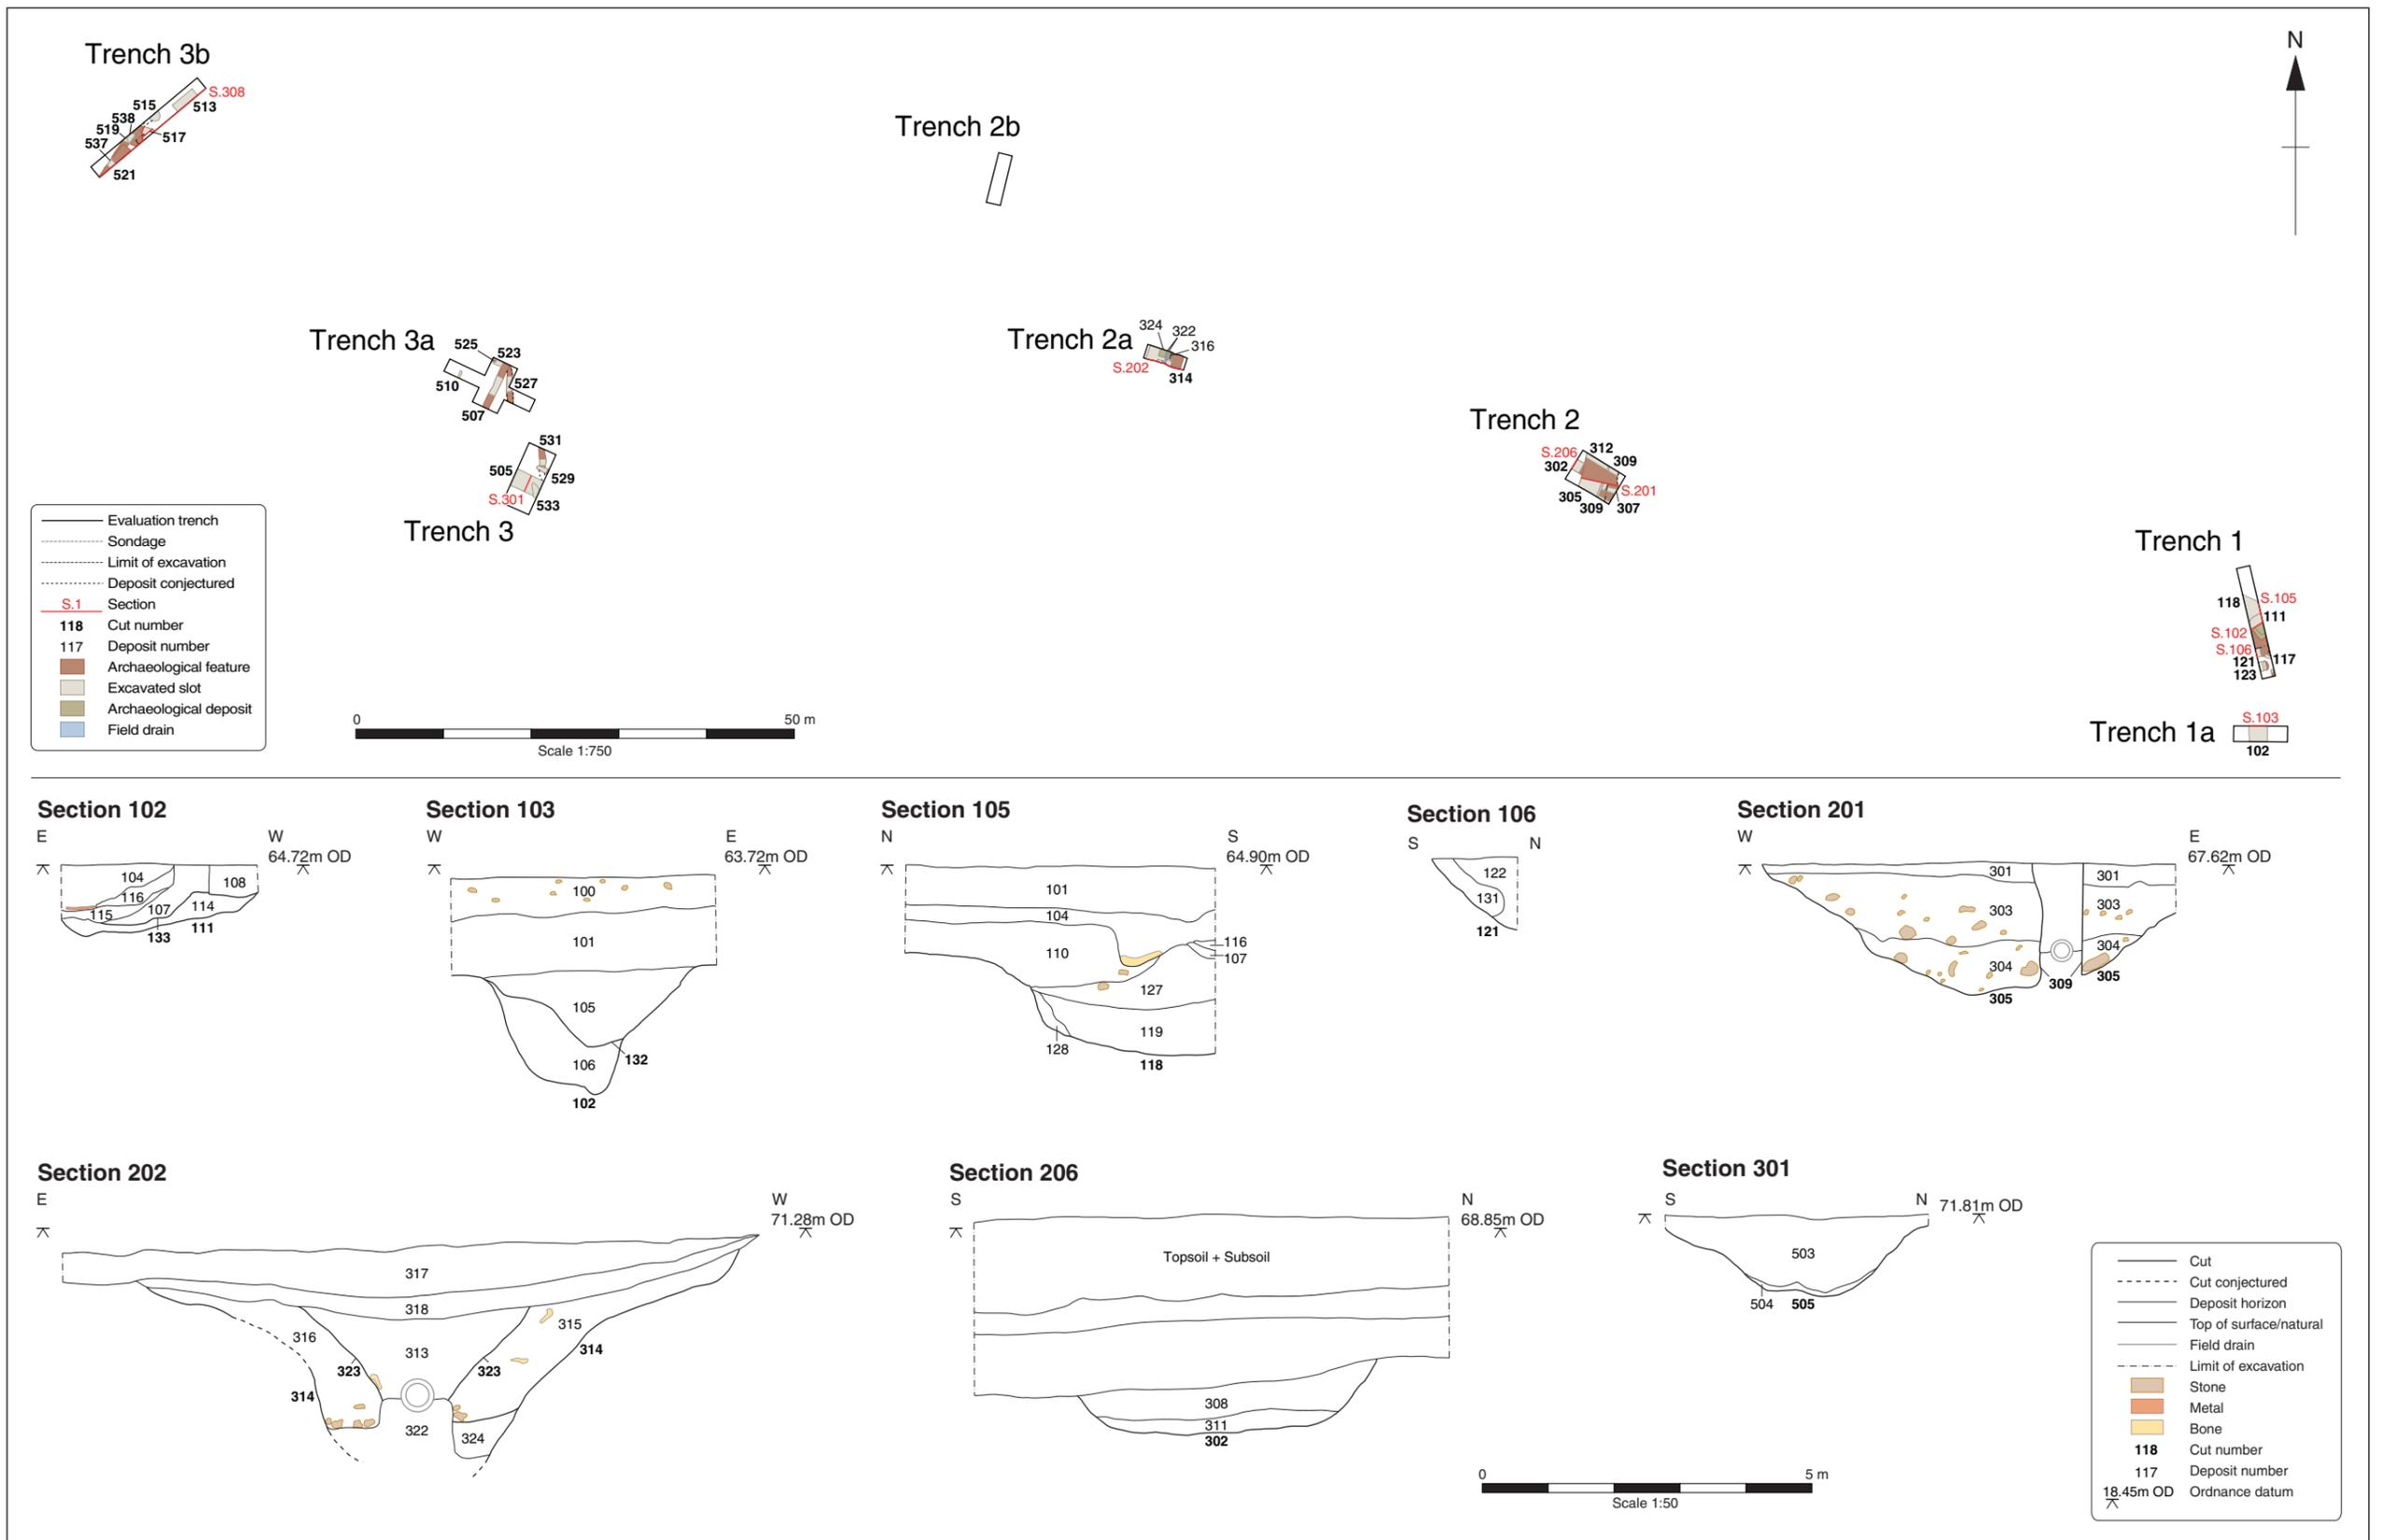 Trench 3b
S.308
515
513
538
519
517
537
521
Trench 2b
N
Trench 3a
525
523
510
527
507
531
505
529
S.301
533
Trench 3
Trench 2a
324
322
316
S.202
314
Trench 2
S.206
312
302
309
S.201
305
309
307
Trench 1
118
S.105
111
S.102
S.106
121
117
123
S.103
Trench 1a
102
Evaluation trench
Sondage
Limit of excavation
Deposit conjectured
S.1 Section
118 Cut number
117 Deposit number
Archaeological feature
Excavated slot
Archaeological deposit
Field drain
0 50 m
Scale 1:750
Section 102
E W
64.72m OD
104
108
116
115
107
114
133
111
Section 103
W E
63.72m OD
100
101
105
106
132
102
Section 105
N S
64.90m OD
101
104
110
116
107
127
119
128
118
Section 106
S N
122
131
121
Section 201
W E
67.62m OD
301
301
303
303
304
304
305
309
305
Section 202
E W
71.28m OD
317
318
316
315
313
323
323
314
314
322
324
Section 206
S N
68.85m OD
Topsoil + Subsoil
308
311
302
Section 301
S N
71.81m OD
503
504
505
0 5 m
Scale 1:50
Cut
Cut conjectured
Deposit horizon
Top of surface/natural
Field drain
Limit of excavation
Stone
Metal
Bone
118 Cut number
117 Deposit number
18.45m OD Ordnance datum